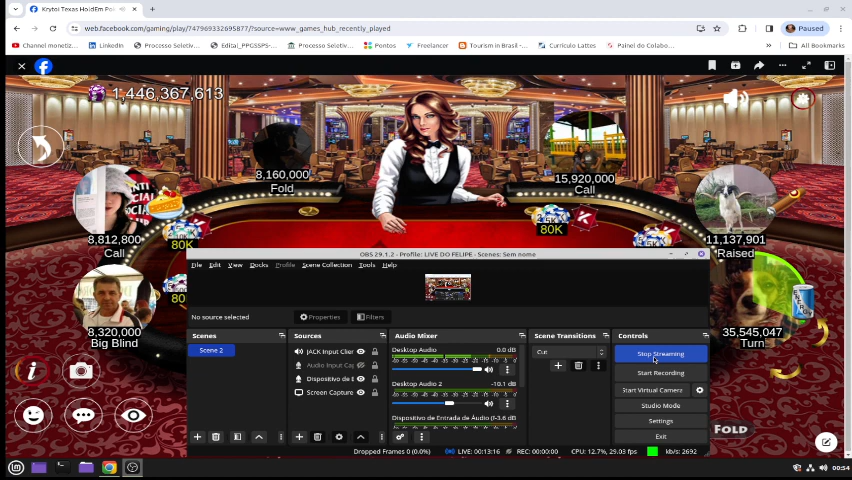 Krytoi Texas HoldEm Po
web.facebook.com/gaming/play/747969332695877/?source=www_games_hub_recently_played
Paused
Channel monetiz...
LinkedIn
Processo Seletiv...
Edital_PPGSSPS-...
Processo Seletiv...
Pontos
Freelancer
Tourism in Brasil -...
Currículo Lattes
Painel do Colabo...
All Bookmarks
1,446,367,613
8,160,000
Fold
15,920,000
Call
80K
8,812,800
Call
80K
11,137,901
Raised
80
8,320,000
Big Blind
35,545,047
Turn
FOLD
OBS 29.1.2 - Profile: LIVE DO FELIPE - Scenes: Sem nome
File Edit View Docks Profile Scene Collection Tools Help
No source selected
Properties
Filters
Scenes
Sources
Audio Mixer
Scene Transitions
Controls
Scene 2
JACK Input Clier
Audio Input Cap
Dispositivo de E
Screen Capture
Desktop Audio 0.0 dB
Desktop Audio 2 -10.1 dB
Dispositivo de Entrada de Áudio (f -3.6 dB
Cut
Stop Streaming
Start Recording
Start Virtual Camera
Studio Mode
Settings
Exit
Dropped Frames 0 (0.0%)
LIVE: 00:13:16
REC: 00:00:00
CPU: 12.7%, 29.03 fps
kb/s: 2692
00:54